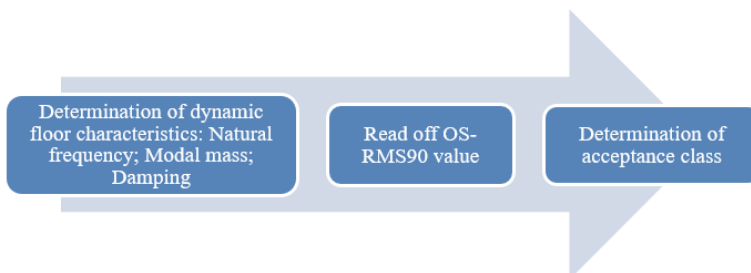 Determination of dynamic
floor characteristics: Natural
frequency; Modal mass;
Damping
Read off OS-
RMS90 value
Determination of
acceptance class